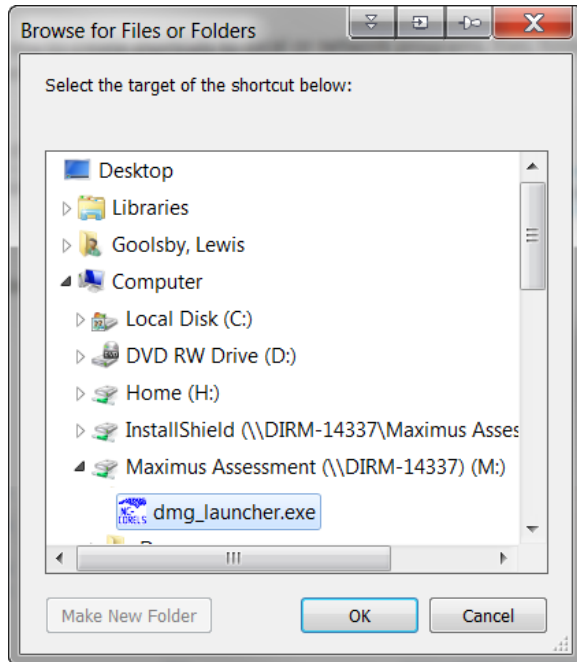 Browse for Files or Folders
Select the target of the shortcut below:
Desktop
Libraries
Goolsby, Lewis
Computer
Local Disk (C:)
DVD RW Drive (D:)
Home (H:)
InstallShield (\\DIRM-14337\Maximus Asses
Maximus Assessment (\\DIRM-14337) (M:)
NC-CORELS dmg_launcher.exe
Make New Folder OK Cancel